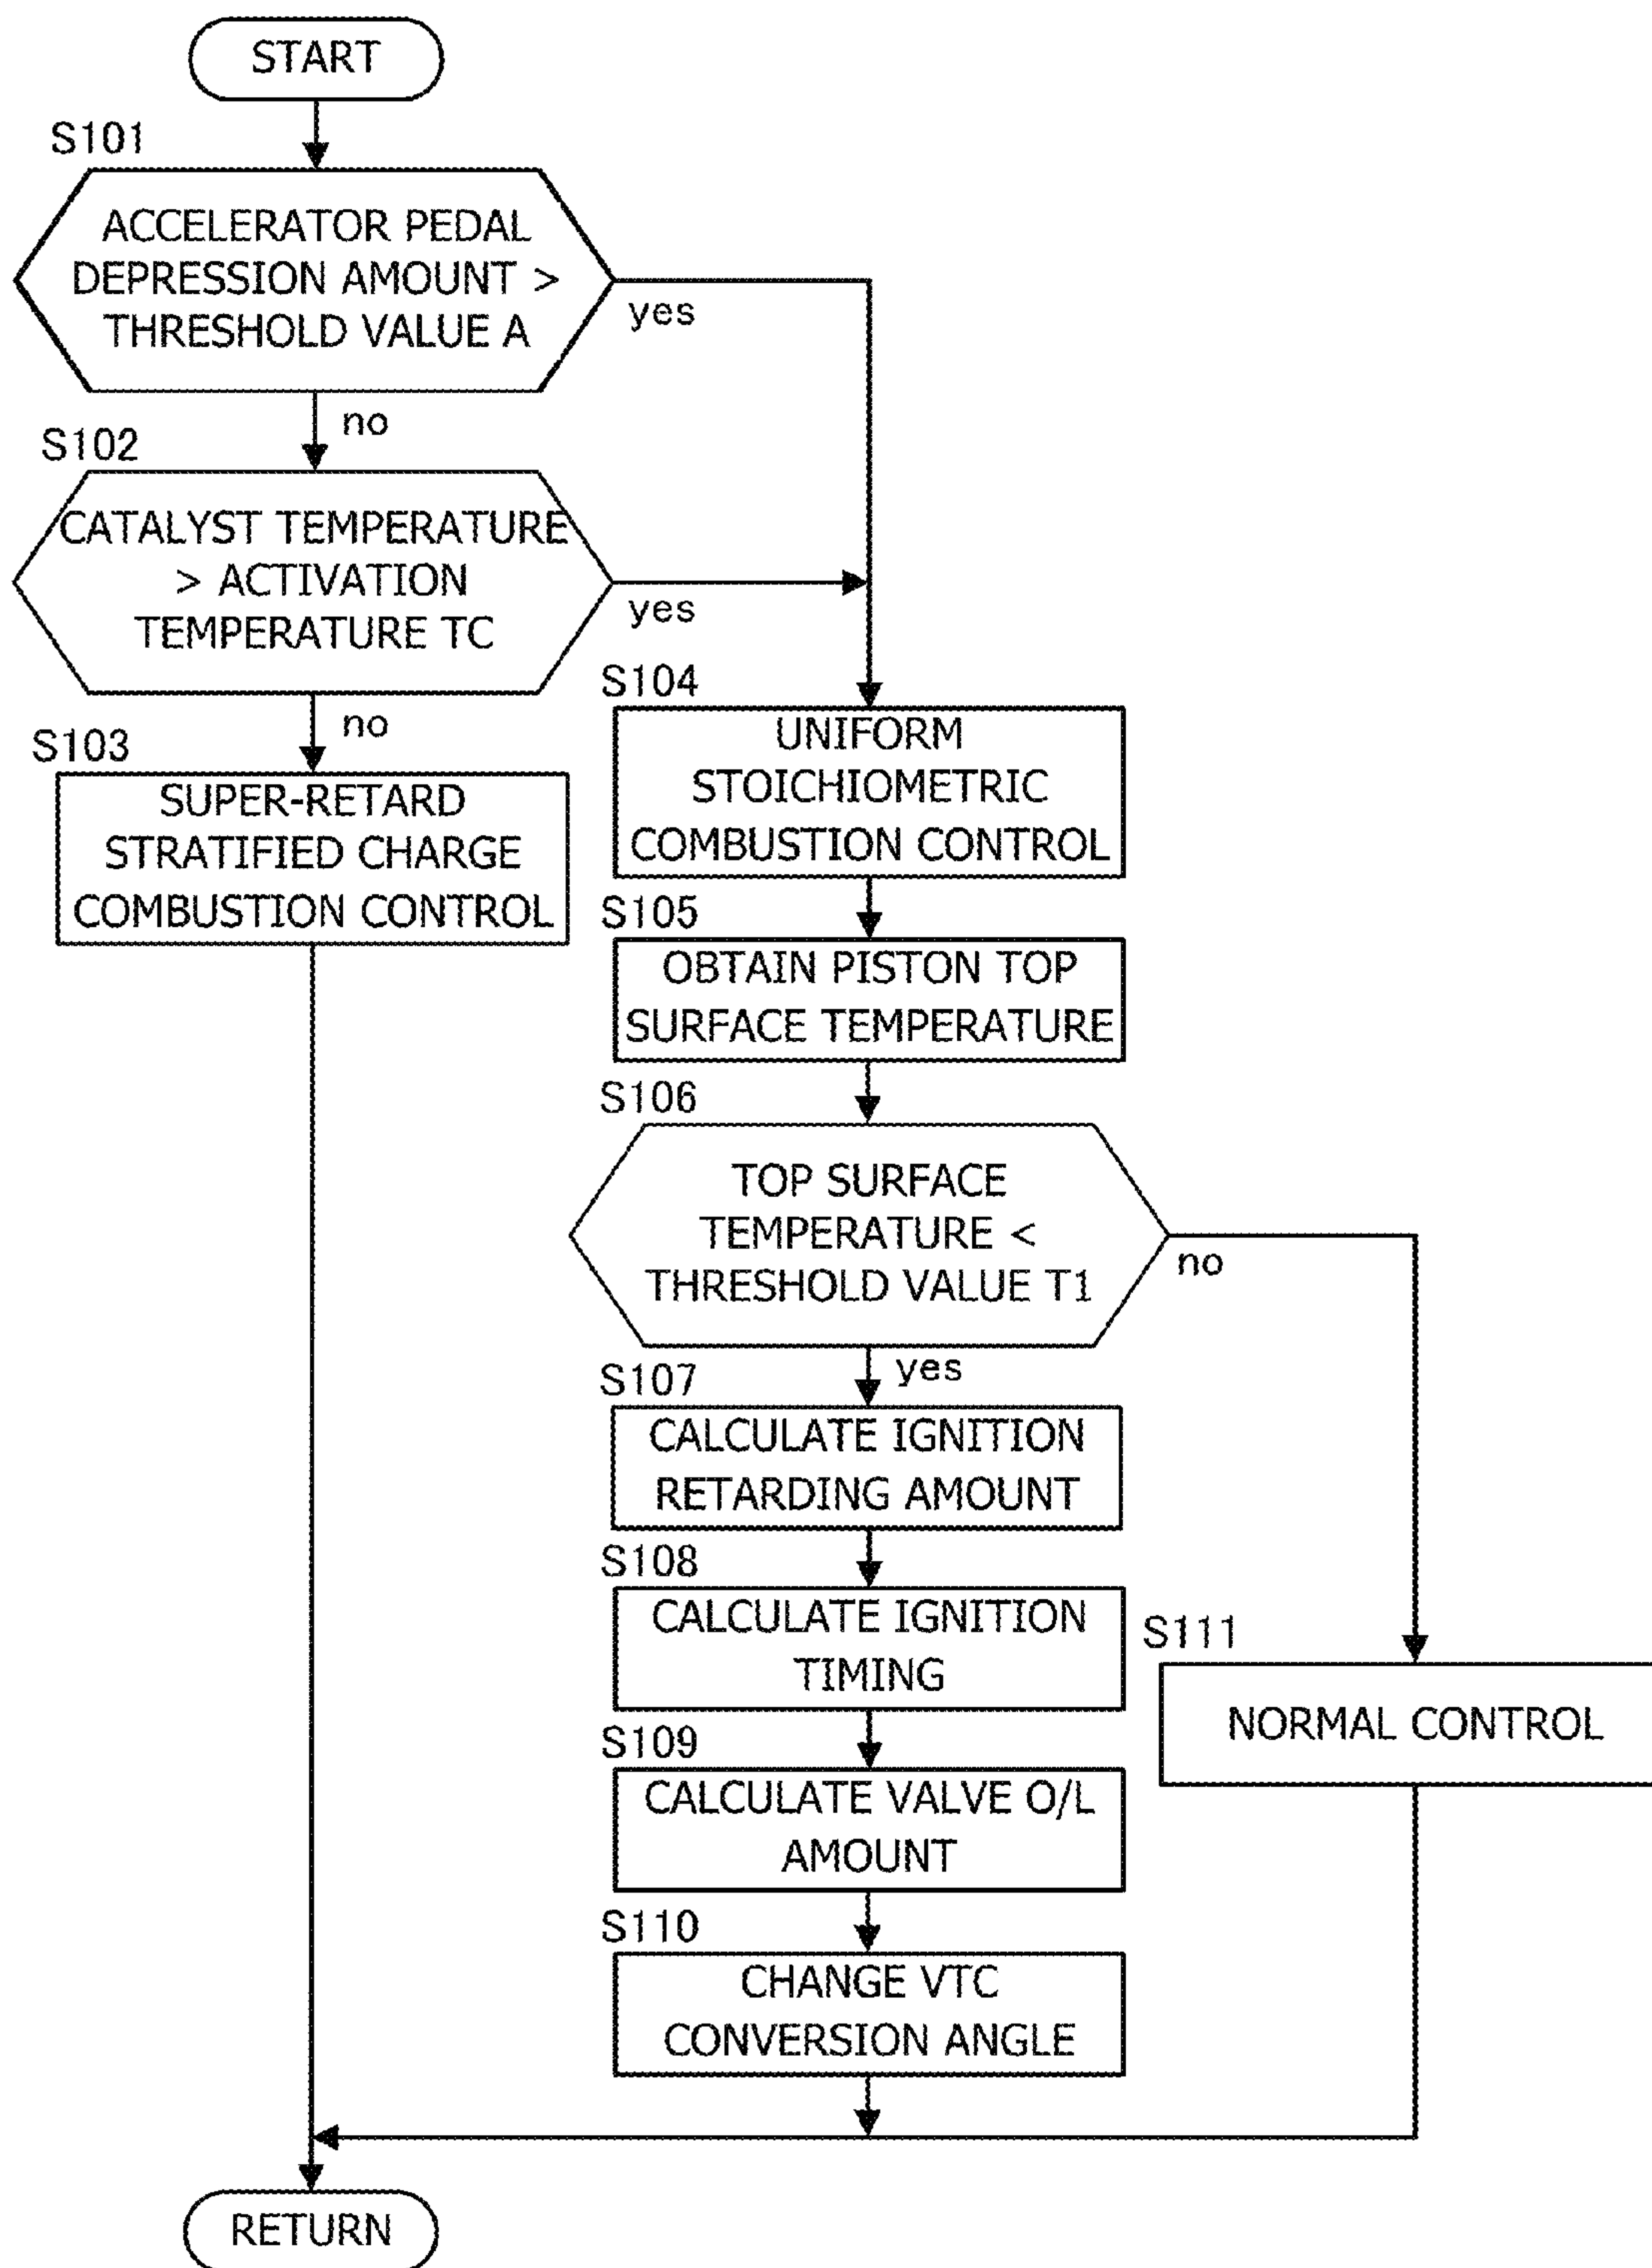 START
S101
ACCELERATOR PEDAL
DEPRESSION AMOUNT >
THRESHOLD VALUE A
yes
no
S102
CATALYST TEMPERATURE
> ACTIVATION
TEMPERATURE TC
yes
no
S103
SUPER-RETARD
STRATIFIED CHARGE
COMBUSTION CONTROL
S104
UNIFORM
STOICHIOMETRIC
COMBUSTION CONTROL
S105
OBTAIN PISTON TOP
SURFACE TEMPERATURE
S106
TOP SURFACE
TEMPERATURE <
THRESHOLD VALUE T1
no
yes
S107
CALCULATE IGNITION
RETARDING AMOUNT
S108
CALCULATE IGNITION
TIMING
S111
NORMAL CONTROL
S109
CALCULATE VALVE O/L
AMOUNT
S110
CHANGE VTC
CONVERSION ANGLE
RETURN